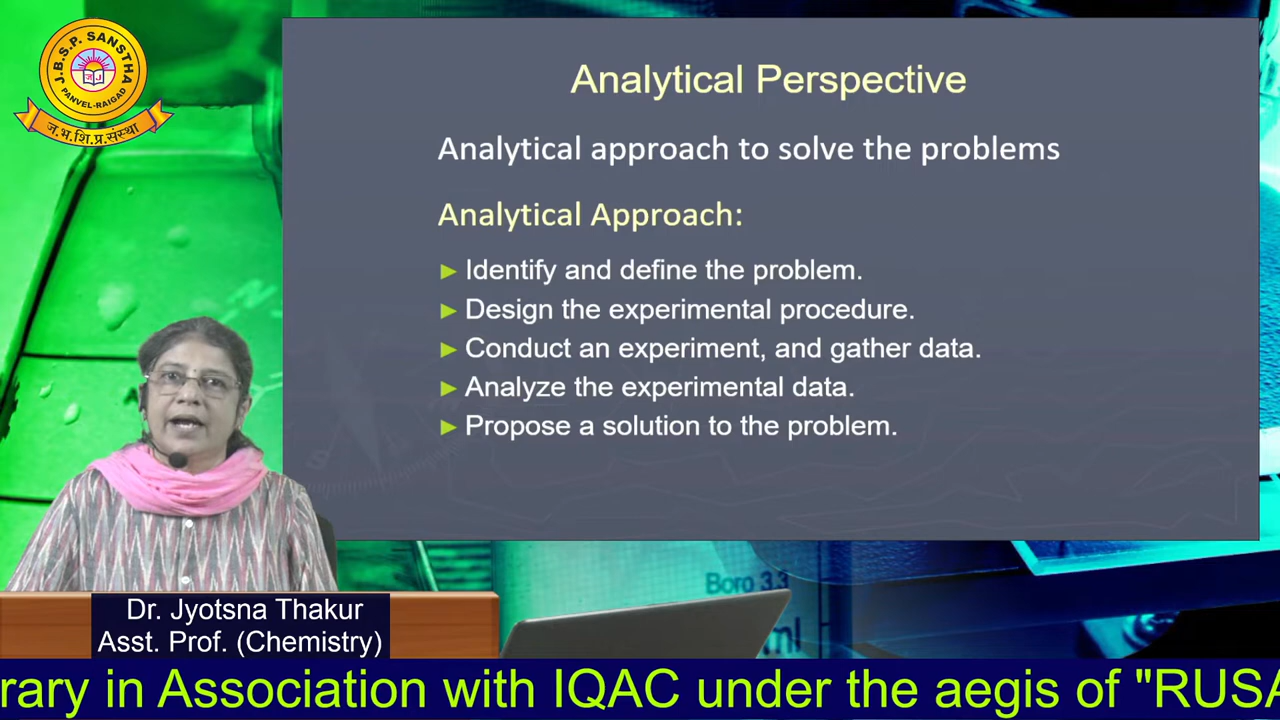 J.B.S.P. SANSTHA
PANVEL-RAIGAD
ज.भ.शि.प्र.संस्था
Analytical Perspective
Analytical approach to solve the problems
Analytical Approach:
► Identify and define the problem.
► Design the experimental procedure.
► Conduct an experiment, and gather data.
► Analyze the experimental data.
► Propose a solution to the problem.
Boro 3.3
ml
Dr. Jyotsna Thakur
Asst. Prof. (Chemistry)
rary in Association with IQAC under the aegis of "RUSA